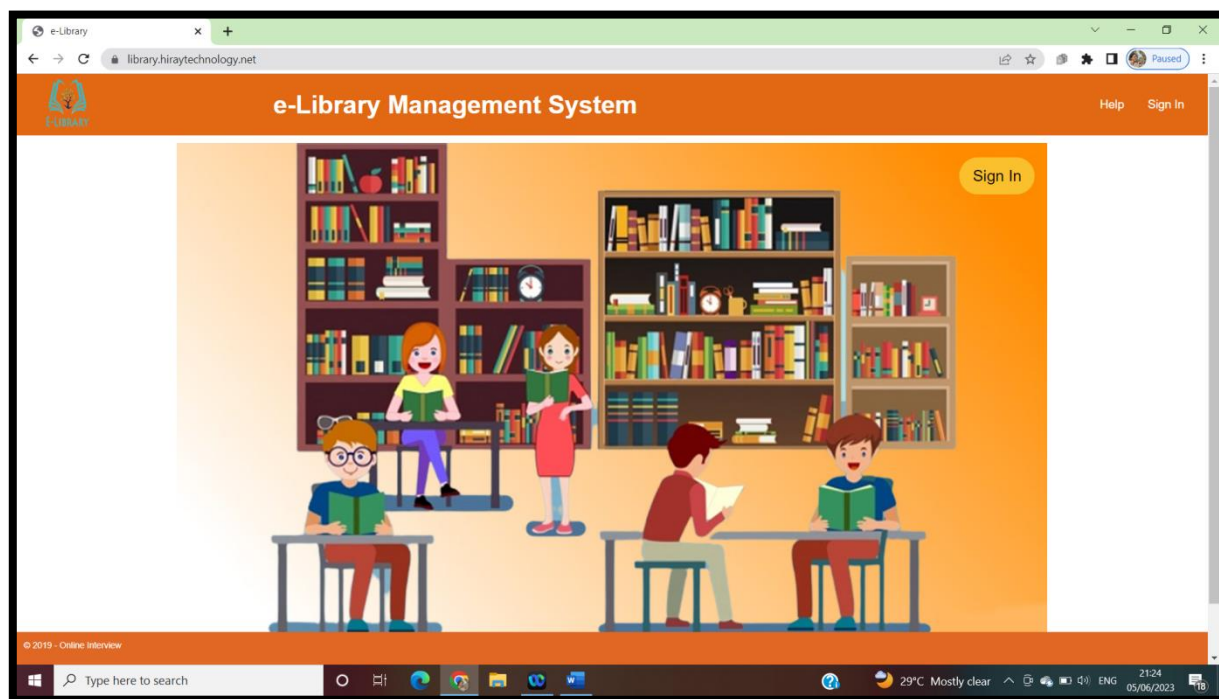 e-Library
library.hiraytechnology.net
Paused
E-LIBRARY
e-Library Management System
Help Sign In
Sign In
© 2019 - Online Interview
Type here to search
29°C Mostly clear
ENG
21:24
05/06/2023
18